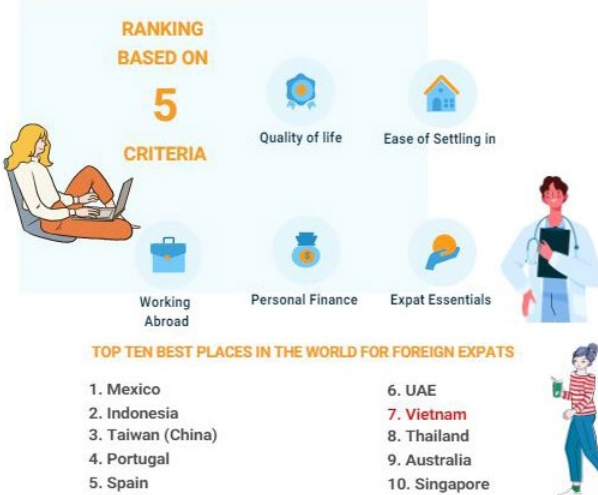 RANKING
BASED ON
5
CRITERIA
Quality of life
Ease of Settling in
Working
Abroad
Personal Finance
Expat Essentials
TOP TEN BEST PLACES IN THE WORLD FOR FOREIGN EXPATS
1. Mexico
2. Indonesia
3. Taiwan (China)
4. Portugal
5. Spain
6. UAE
7. Vietnam
8. Thailand
9. Australia
10. Singapore